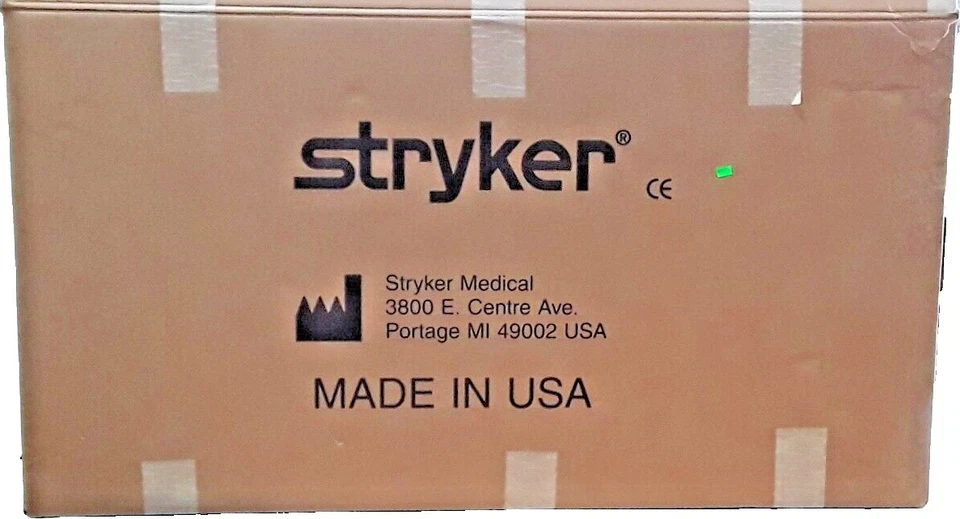 stryker®
CE
Stryker Medical
3800 E. Centre Ave.
Portage MI 49002 USA
MADE IN USA